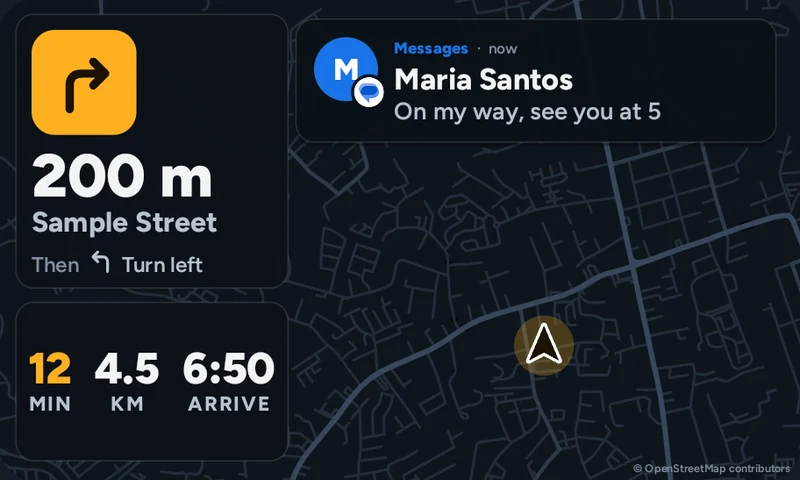 200 m
Sample Street
Then Turn left
12 4.5 6:50
MIN KM ARRIVE
M
Messages · now
Maria Santos
On my way, see you at 5
© OpenStreetMap contributors